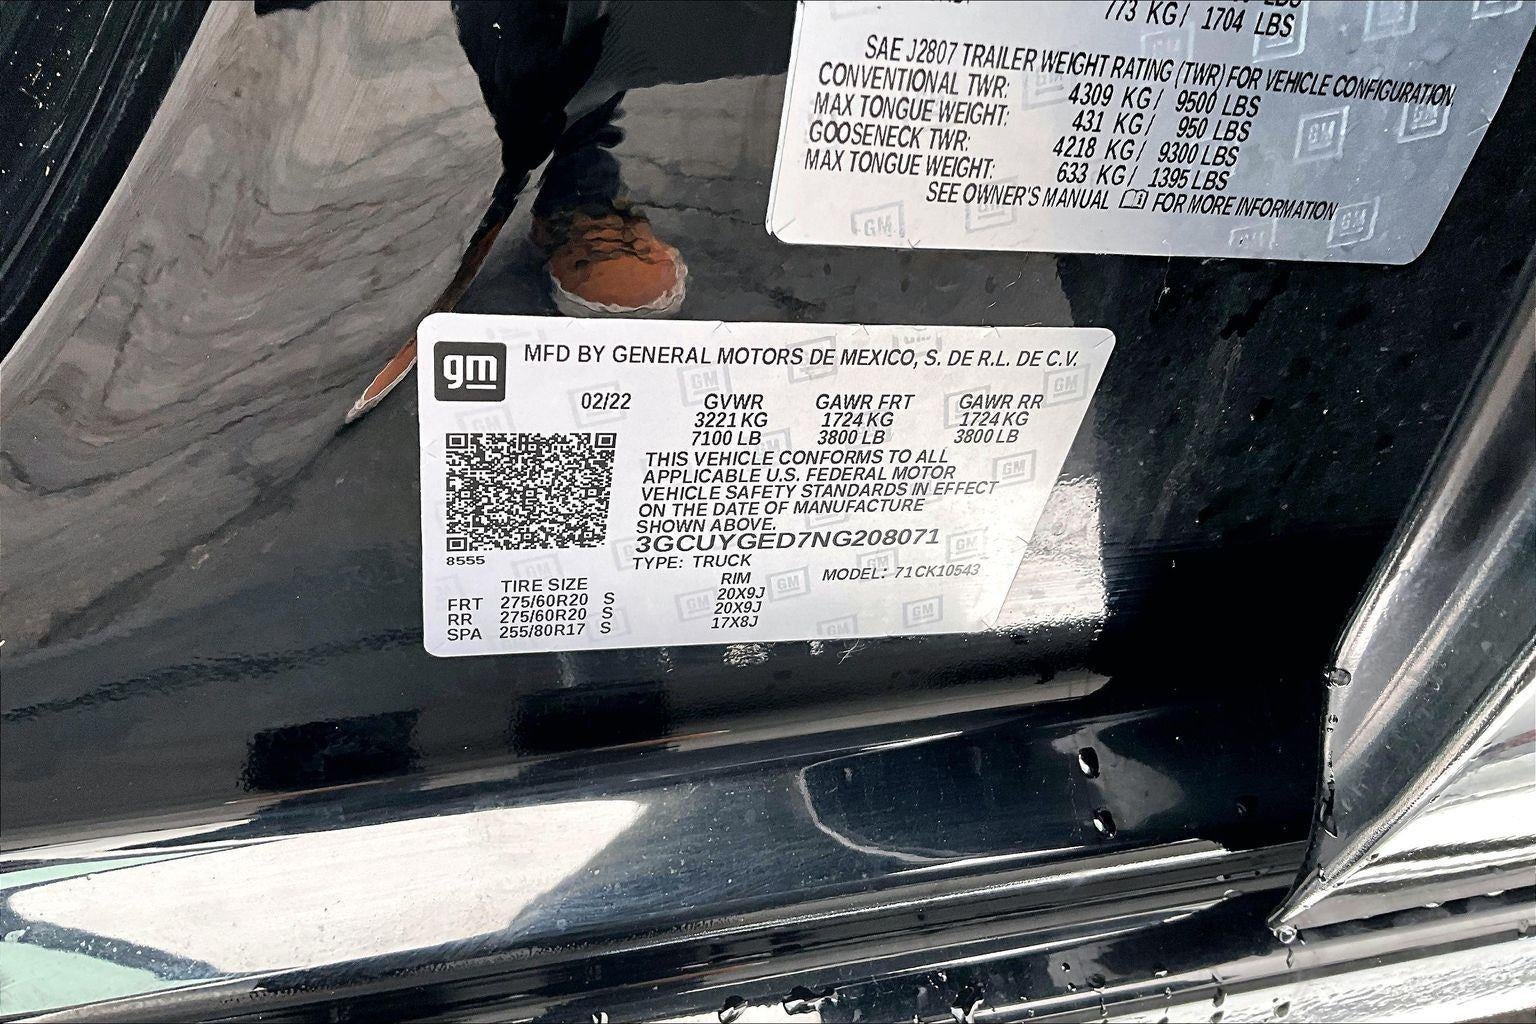 773 KG/ 1704 LBS
SAE J2807 TRAILER WEIGHT RATING (TWR) FOR VEHICLE CONFIGURATION
CONVENTIONAL TWR: 4309 KG/ 9500 LBS
MAX TONGUE WEIGHT: 431 KG/ 950 LBS
GOOSENECK TWR: 4218 KG/ 9300 LBS
MAX TONGUE WEIGHT: 633 KG/ 1395 LBS
SEE OWNER'S MANUAL FOR MORE INFORMATION
gm MFD BY GENERAL MOTORS DE MEXICO, S. DE R.L. DE C.V.
02/22 GVWR GAWR FRT GAWR RR
3221 KG 1724 KG 1724 KG
7100 LB 3800 LB 3800 LB
THIS VEHICLE CONFORMS TO ALL
APPLICABLE U.S. FEDERAL MOTOR
VEHICLE SAFETY STANDARDS IN EFFECT
ON THE DATE OF MANUFACTURE
SHOWN ABOVE.
3GCUYGED7NG208071
8555
TYPE: TRUCK MODEL: 71CK10543
TIRE SIZE RIM
FRT 275/60R20 S 20X9J
RR 275/60R20 S 20X9J
SPA 255/80R17 S 17X8J